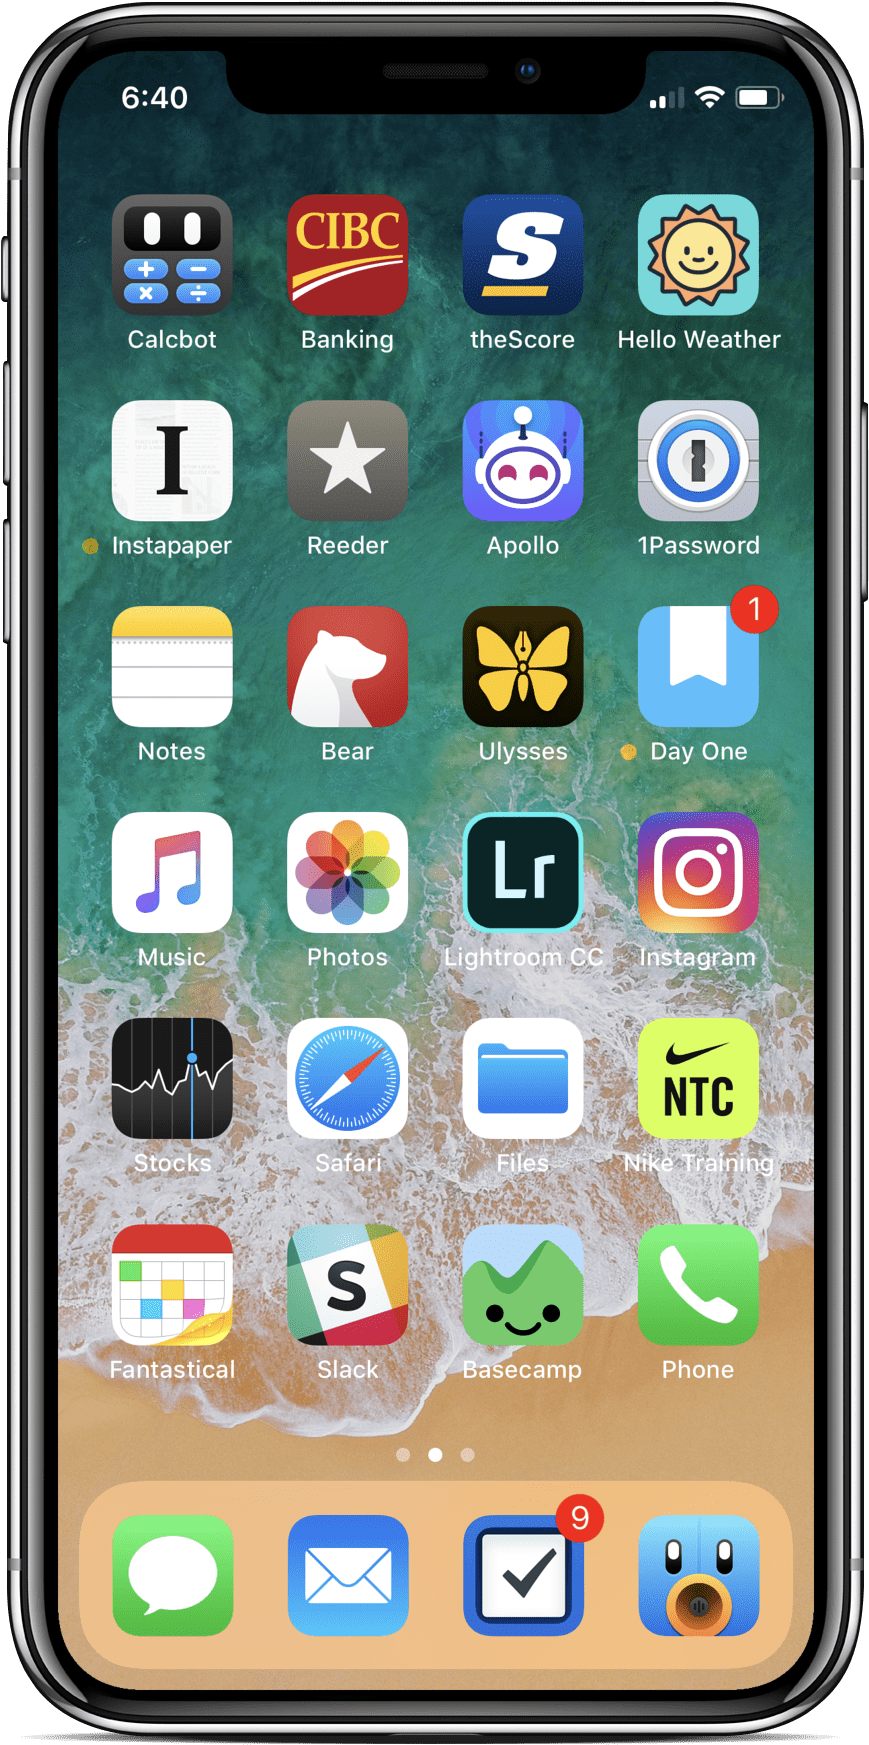 6:40
CIBC
Calcbot Banking theScore Hello Weather
I
Instapaper Reeder Apollo 1Password
1
Notes Bear Ulysses Day One
Lr
Music Photos Lightroom CC Instagram
NTC
Stocks Safari Files Nike Training
S
Fantastical Slack Basecamp Phone
9